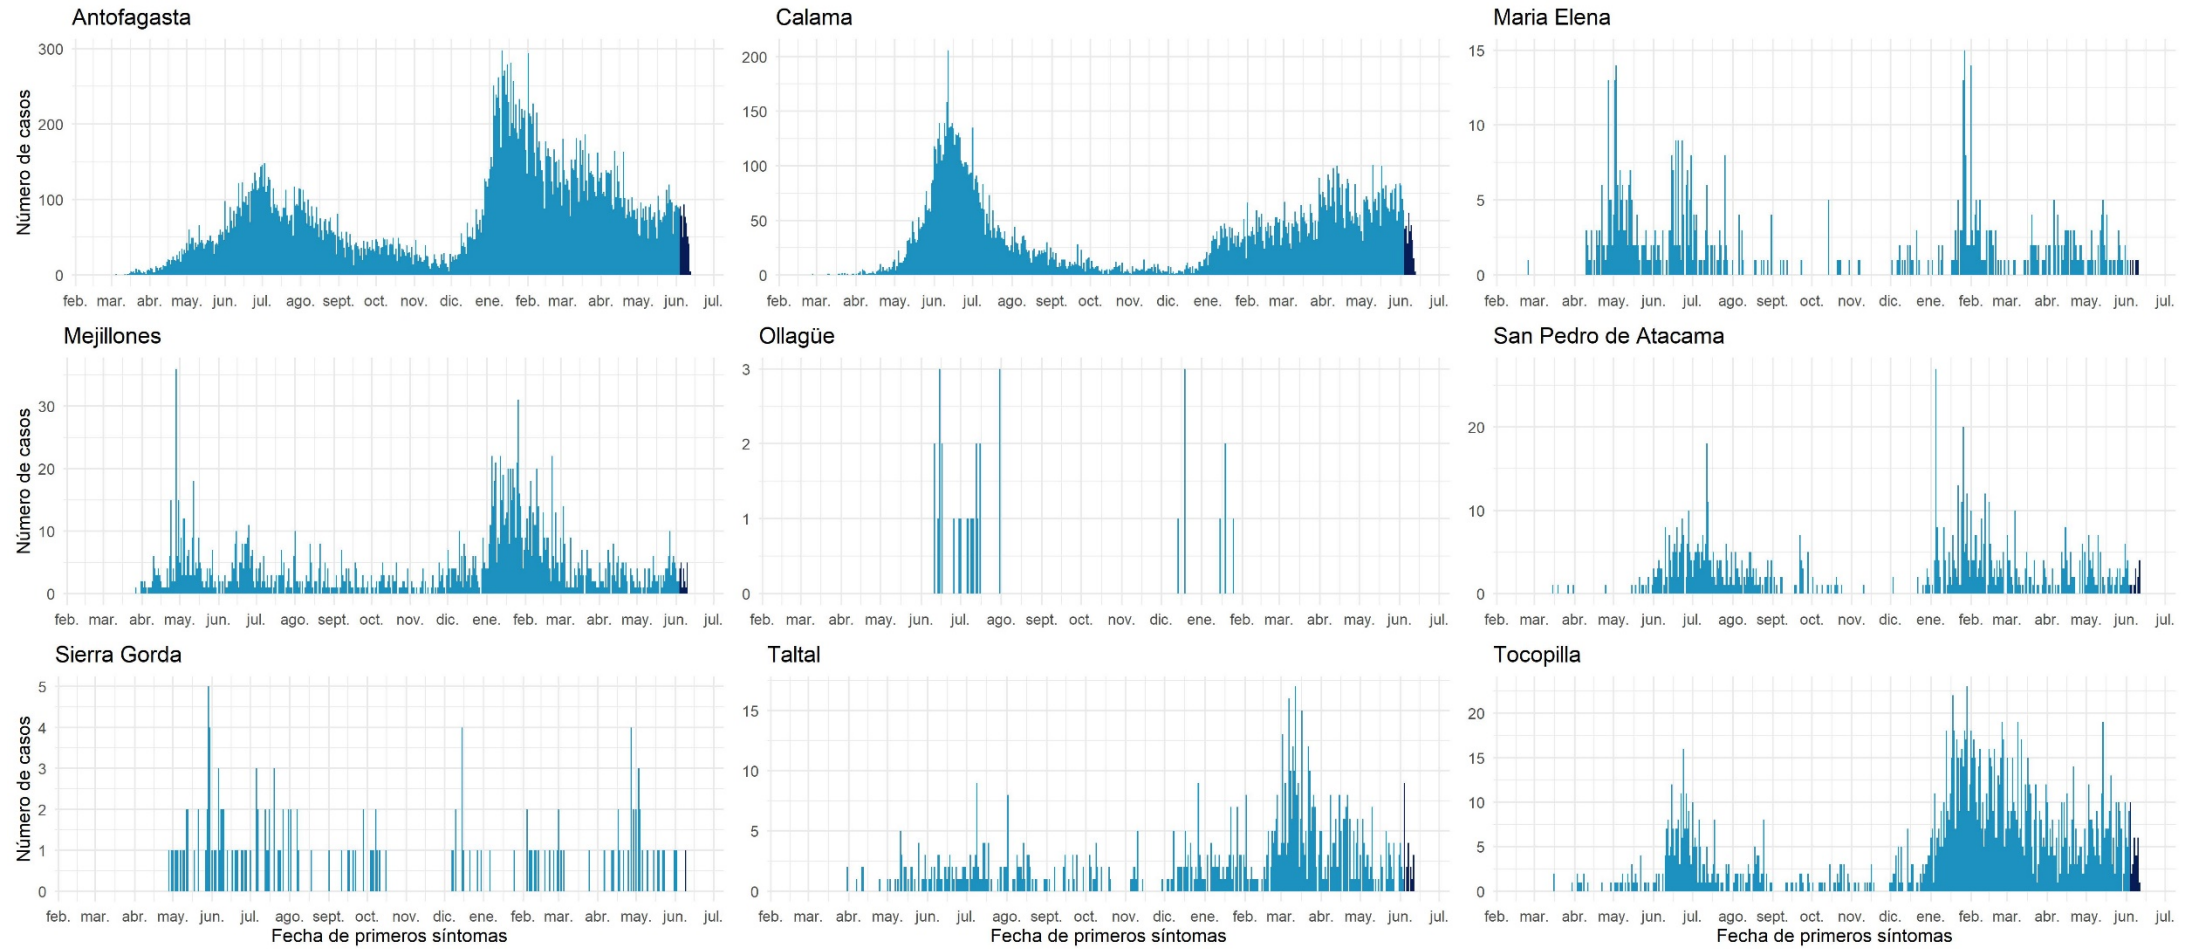 Antofagasta
Calama
Maria Elena
Número de casos
300
200
100
0
200
150
100
50
0
15
10
5
0
feb. mar. abr. may. jun. jul. ago. sept. oct. nov. dic. ene. feb. mar. abr. may. jun. jul.
feb. mar. abr. may. jun. jul. ago. sept. oct. nov. dic. ene. feb. mar. abr. may. jun. jul.
feb. mar. abr. may. jun. jul. ago. sept. oct. nov. dic. ene. feb. mar. abr. may. jun. jul.
Mejillones
Ollagüe
San Pedro de Atacama
Número de casos
30
20
10
0
3
2
1
0
20
10
0
feb. mar. abr. may. jun. jul. ago. sept. oct. nov. dic. ene. feb. mar. abr. may. jun. jul.
feb. mar. abr. may. jun. jul. ago. sept. oct. nov. dic. ene. feb. mar. abr. may. jun. jul.
feb. mar. abr. may. jun. jul. ago. sept. oct. nov. dic. ene. feb. mar. abr. may. jun. jul.
Sierra Gorda
Taltal
Tocopilla
Número de casos
5
4
3
2
1
0
15
10
5
0
20
15
10
5
0
feb. mar. abr. may. jun. jul. ago. sept. oct. nov. dic. ene. feb. mar. abr. may. jun. jul.
feb. mar. abr. may. jun. jul. ago. sept. oct. nov. dic. ene. feb. mar. abr. may. jun. jul.
feb. mar. abr. may. jun. jul. ago. sept. oct. nov. dic. ene. feb. mar. abr. may. jun. jul.
Fecha de primeros síntomas
Fecha de primeros síntomas
Fecha de primeros síntomas